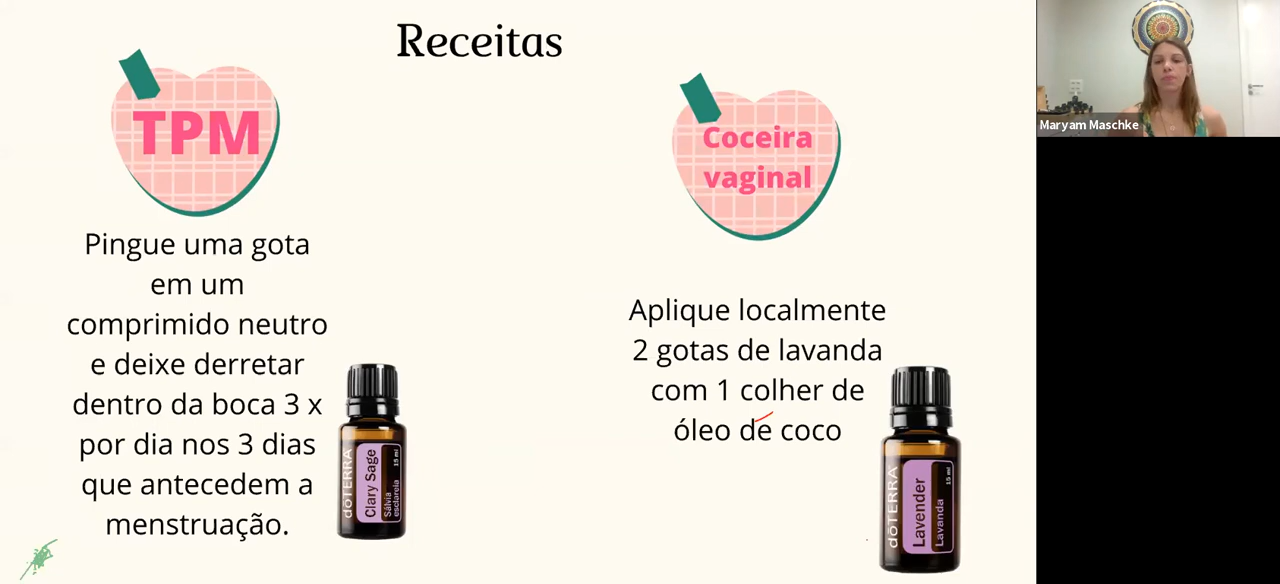 Receitas
TPM
Pingue uma gota
em um
comprimido neutro
e deixe derretar
dentro da boca 3 x
por dia nos 3 dias
que antecedem a
menstruação.
dōTERRA
Clary Sage
Sálvia
esclareia
15 ml
Coceira
vaginal
Aplique localmente
2 gotas de lavanda
com 1 colher de
óleo de coco
dōTERRA
Lavender
Lavanda
15 ml
Maryam Maschke